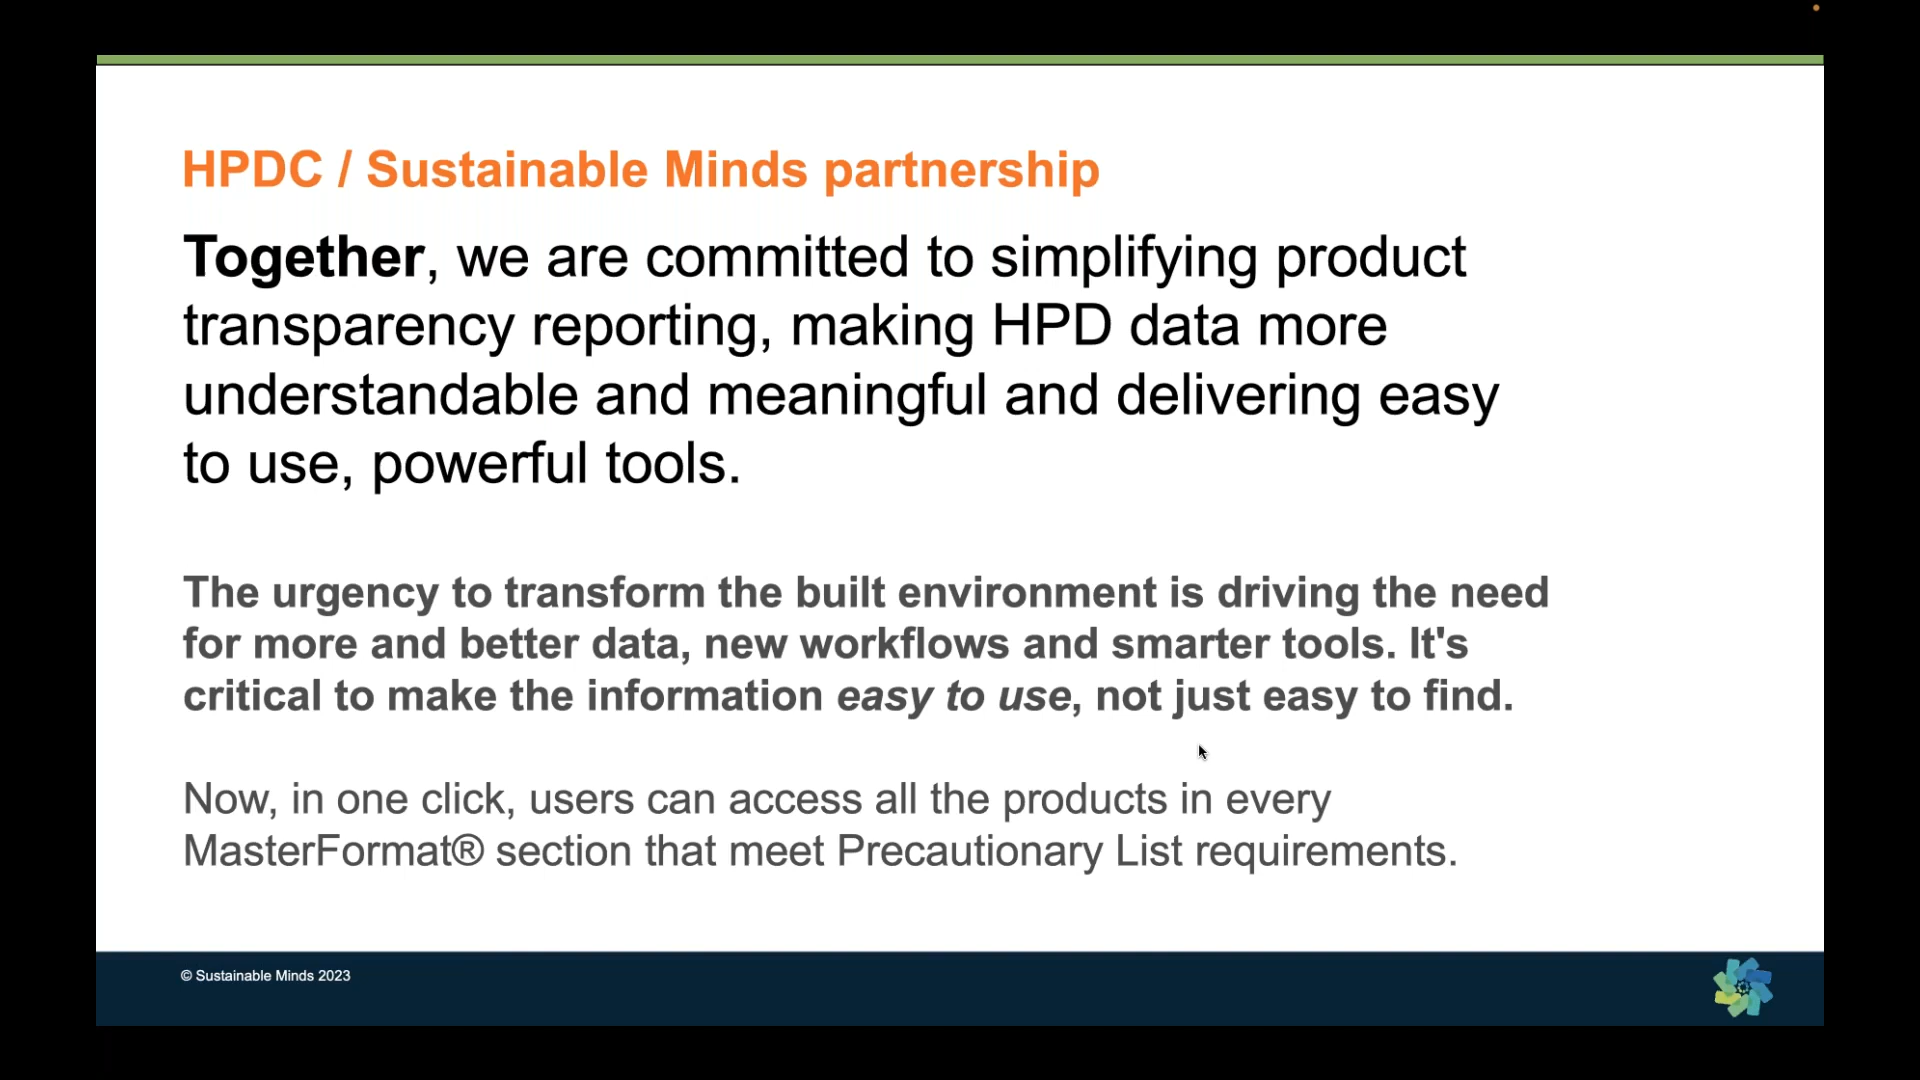 HPDC / Sustainable Minds partnership
Together, we are committed to simplifying product
transparency reporting, making HPD data more
understandable and meaningful and delivering easy
to use, powerful tools.
The urgency to transform the built environment is driving the need
for more and better data, new workflows and smarter tools. It's
critical to make the information easy to use, not just easy to find.
Now, in one click, users can access all the products in every
MasterFormat® section that meet Precautionary List requirements.
© Sustainable Minds 2023